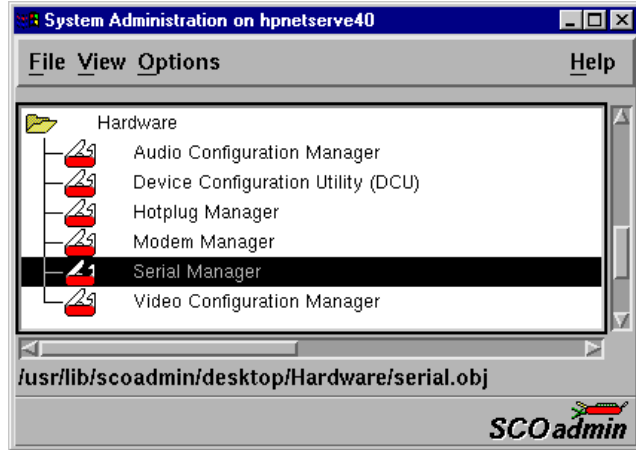 System Administration on hpnetserve40
File View Options Help
Hardware
Audio Configuration Manager
Device Configuration Utility (DCU)
Hotplug Manager
Modem Manager
Serial Manager
Video Configuration Manager
/usr/lib/scoadmin/desktop/Hardware/serial.obj
SCOadmin